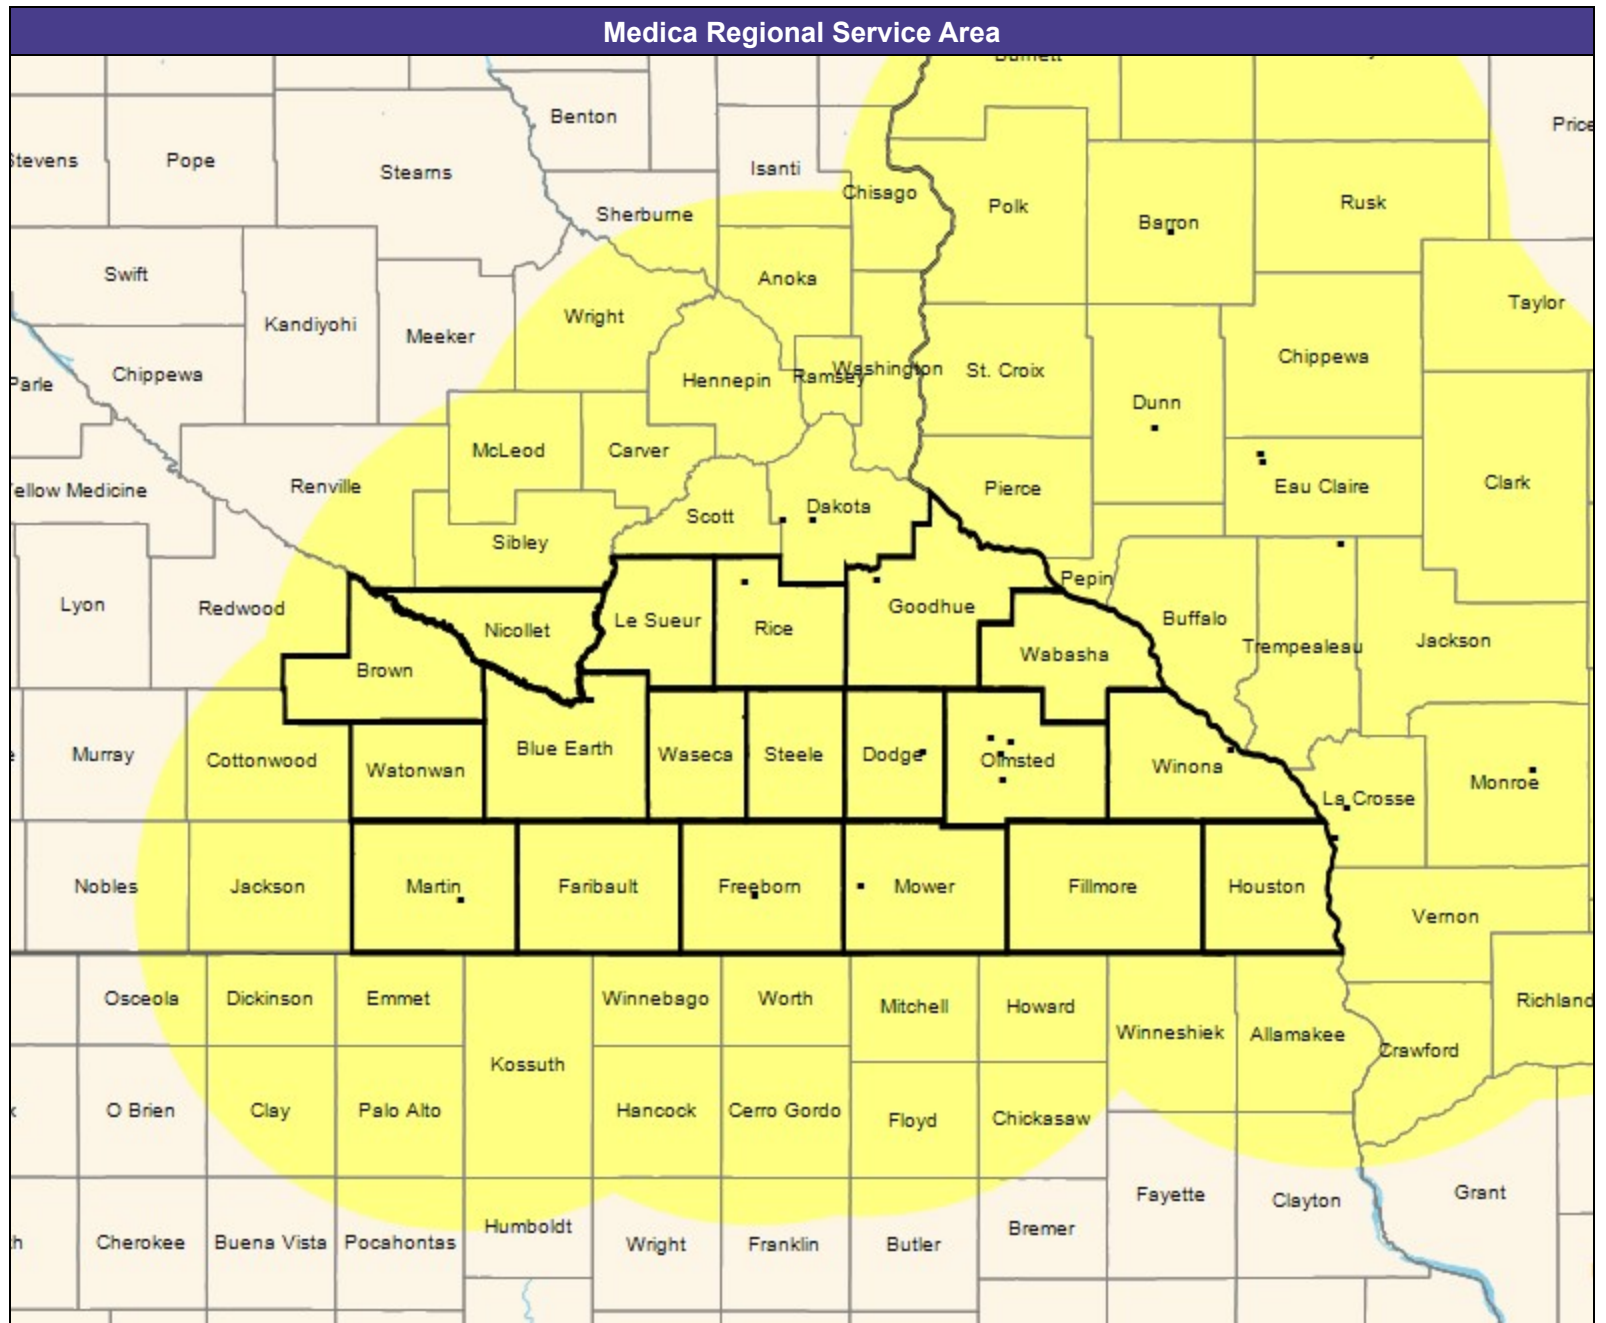 Medica Regional Service Area
Burnett
Benton
Price
Stevens
Pope
Stearns
Isanti
Chisago
Sherburne
Polk
Barron
Rusk
Swift
Anoka
Taylor
Kandiyohi
Wright
Meeker
Chippewa
Chippewa
Parle
Hennepin
Ramsey
Washington
St. Croix
Dunn
McLeod
Carver
Clark
Renville
ellow Medicine
Pierce
Eau Claire
Scott
Dakota
Sibley
Pepin
Lyon
Redwood
Nicollet
Le Sueur
Rice
Goodhue
Buffalo
Trempealeau
Jackson
Brown
Wabasha
Murray
Cottonwood
Watonwan
Blue Earth
Waseca
Steele
Dodge
Olmsted
Winona
La Crosse
Monroe
Nobles
Jackson
Martin
Faribault
Freeborn
Mower
Fillmore
Houston
Vernon
Osceola
Dickinson
Emmet
Winnebago
Worth
Mitchell
Howard
Richland
Winneshiek
Allamakee
Crawford
Kossuth
O Brien
Clay
Palo Alto
Hancock
Cerro Gordo
Floyd
Chickasaw
Fayette
Clayton
Grant
Humboldt
Bremer
Cherokee
Buena Vista
Pocahontas
Wright
Franklin
Butler